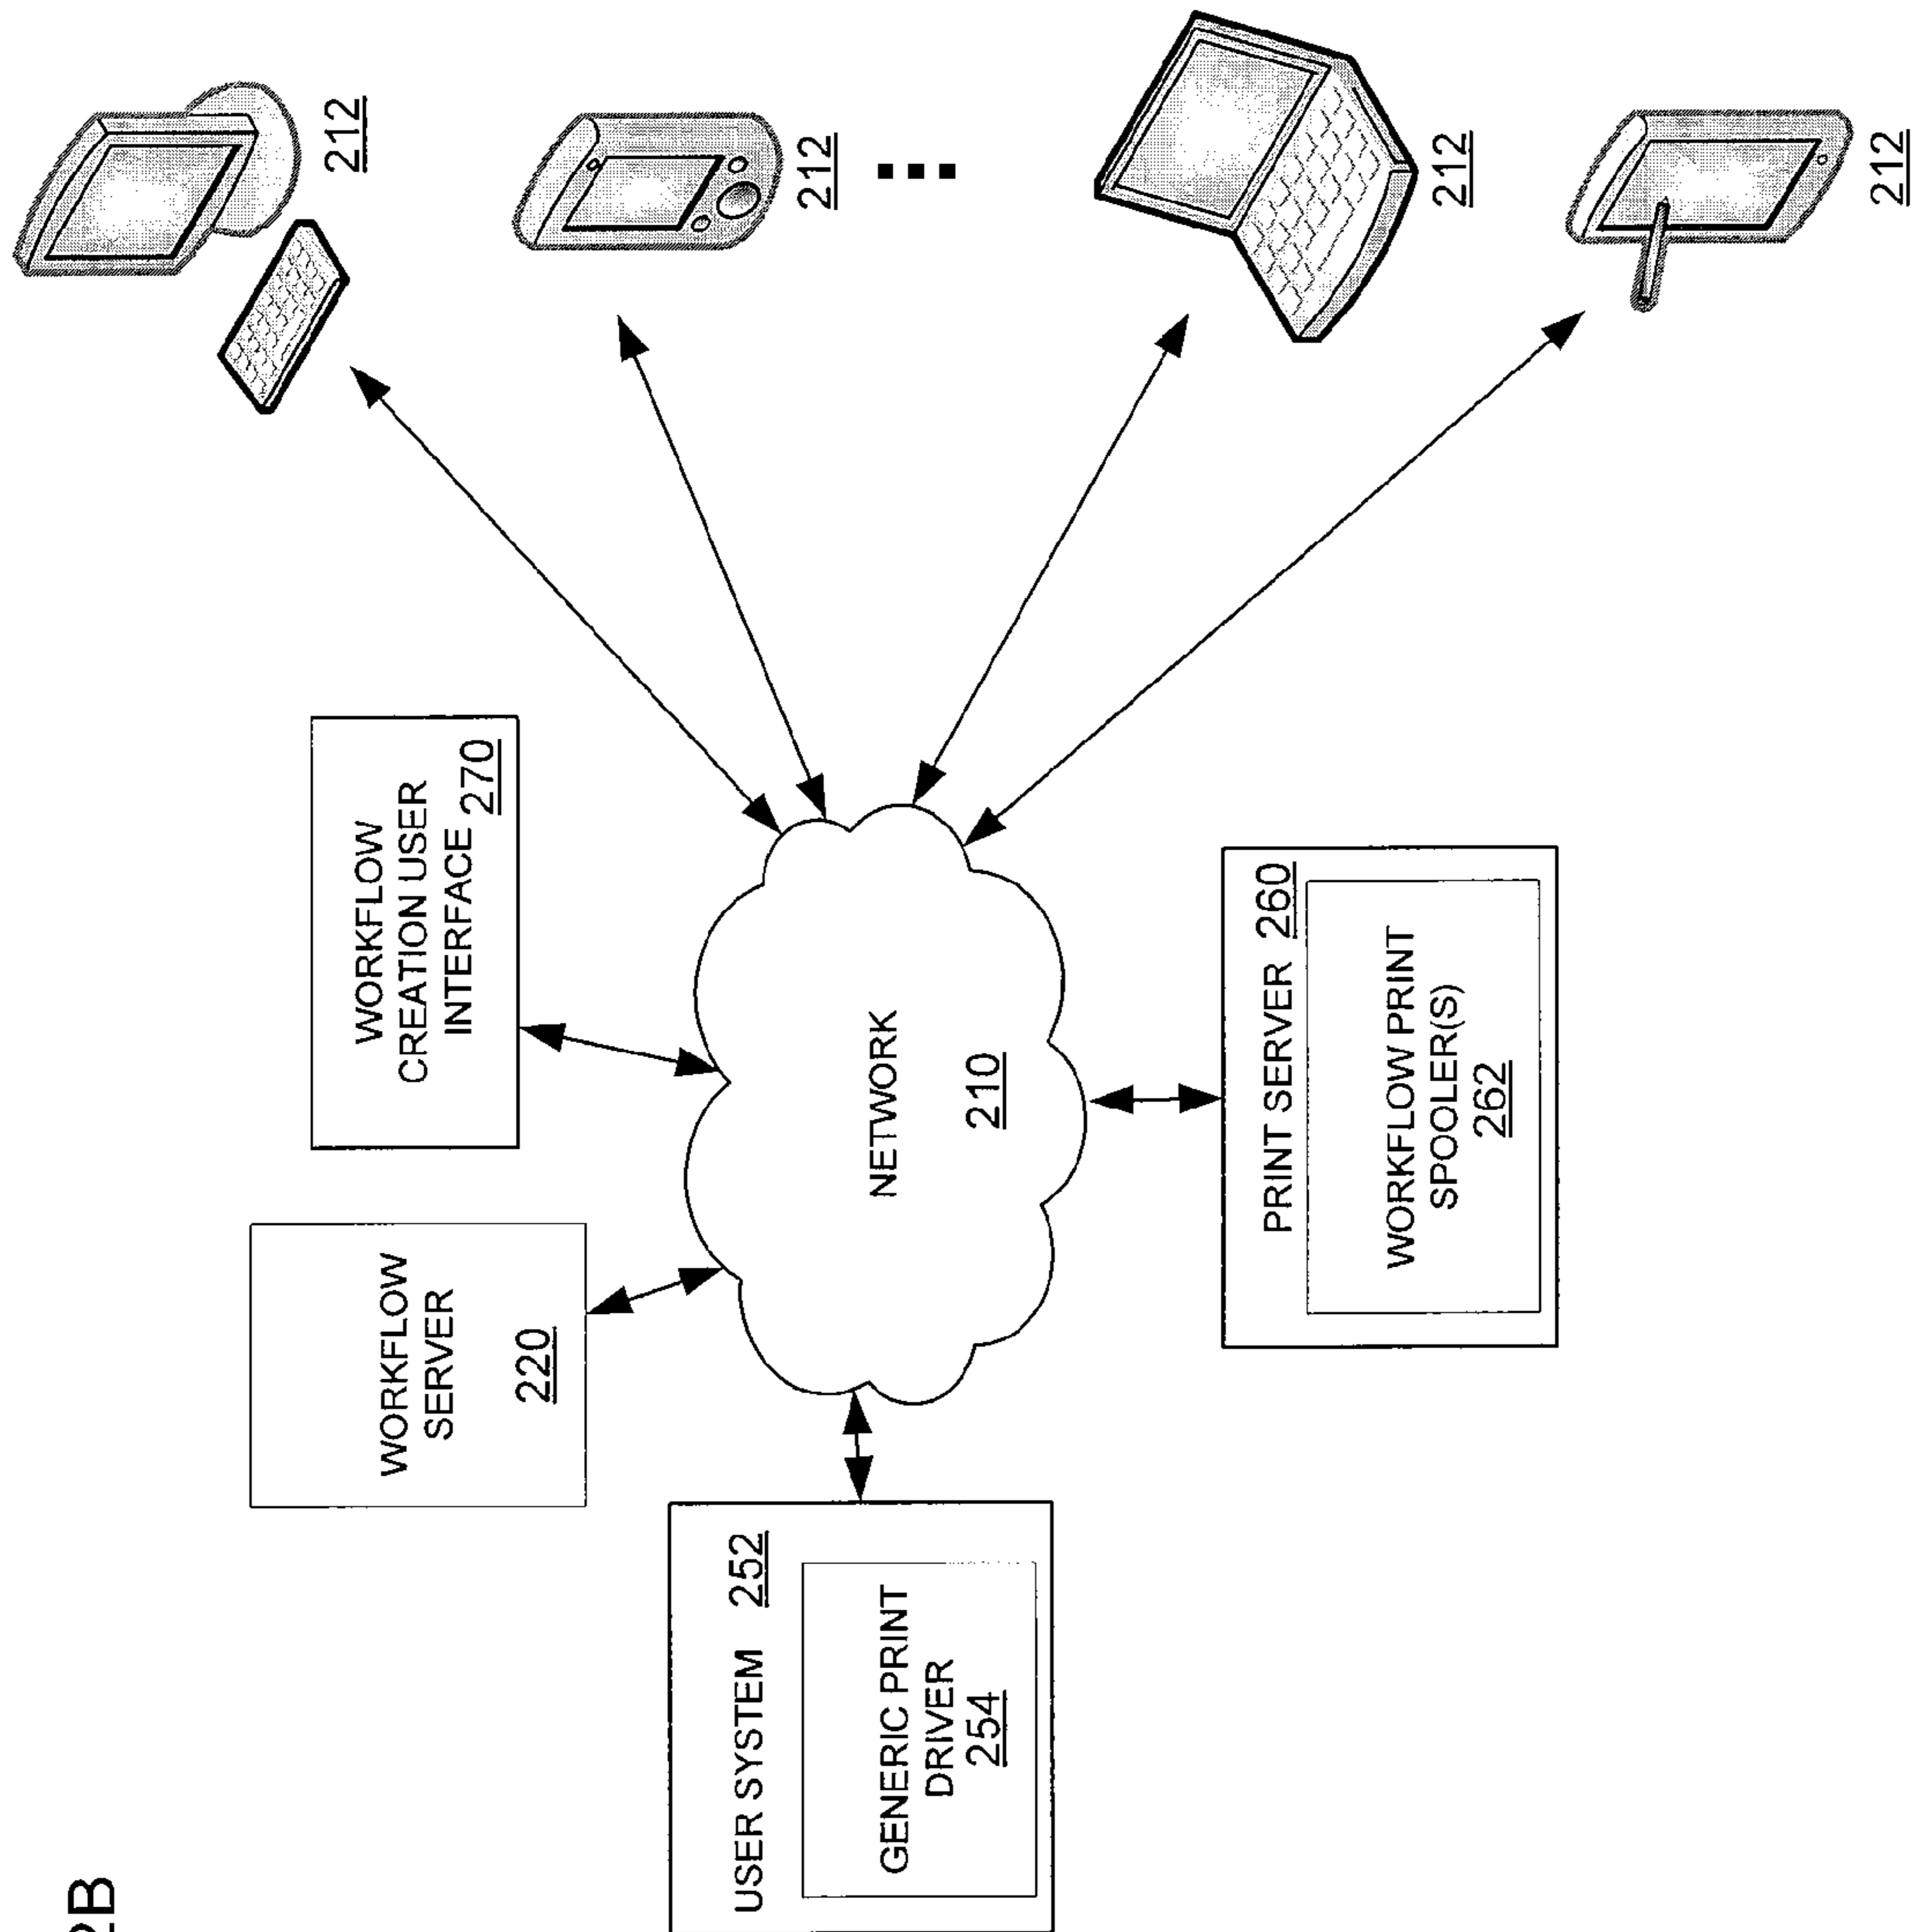 2B
WORKFLOW
SERVER
220
WORKFLOW
CREATION USER
INTERFACE 270
USER SYSTEM 252
GENERIC PRINT
DRIVER
254
NETWORK
210
PRINT SERVER 260
WORKFLOW PRINT
SPOOLER(S)
262
212
212
212
212